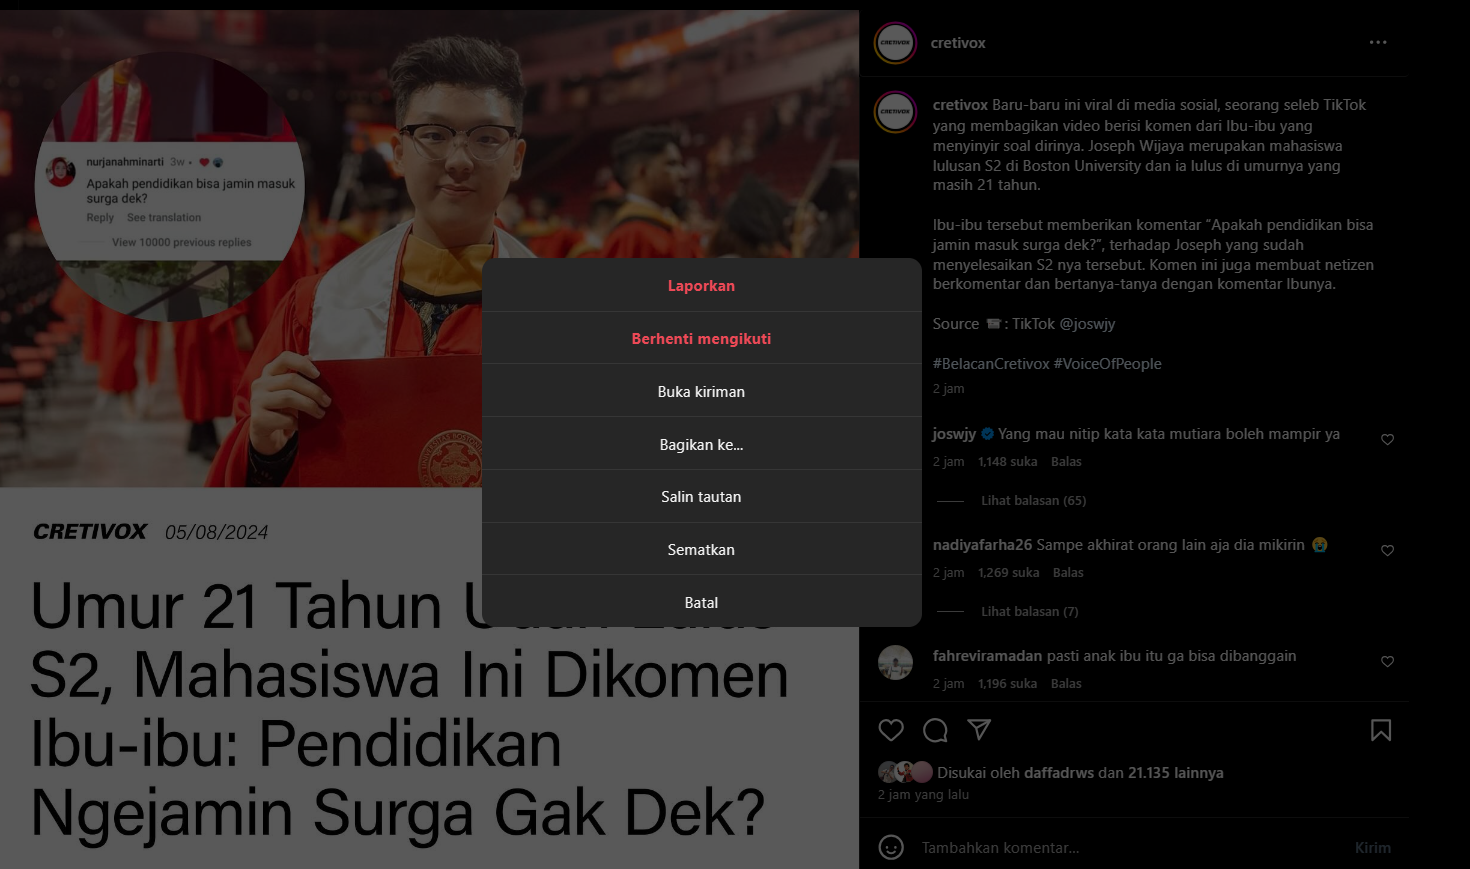 nurjanahminarti 3w •
Apakah pendidikan bisa jamin masuk
surga dek?
Reply See translation
View 10000 previous replies
CRETIVOX 05/08/2024
Umur 21 Tahun
S2, Mahasiswa Ini Dikomen
Ibu-ibu: Pendidikan
Ngejamin Surga Gak Dek?
Laporkan
Berhenti mengikuti
Buka kiriman
Bagikan ke...
Salin tautan
Sematkan
Batal
CRETIVOX
cretivox
CRETIVOX
cretivox Baru-baru ini viral di media sosial, seorang seleb TikTok
yang membagikan video berisi komen dari Ibu-ibu yang
menyinyir soal dirinya. Joseph Wijaya merupakan mahasiswa
lulusan S2 di Boston University dan ia lulus di umurnya yang
masih 21 tahun.
Ibu-ibu tersebut memberikan komentar "Apakah pendidikan bisa
jamin masuk surga dek?", terhadap Joseph yang sudah
menyelesaikan S2 nya tersebut. Komen ini juga membuat netizen
berkomentar dan bertanya-tanya dengan komentar Ibunya.
Source 📼 : TikTok @joswjy
#BelacanCretivox #VoiceOfPeople
2 jam
joswjy Yang mau nitip kata kata mutiara boleh mampir ya
2 jam 1,148 suka Balas
Lihat balasan (65)
nadiyafarha26 Sampe akhirat orang lain aja dia mikirin 😭
2 jam 1,269 suka Balas
Lihat balasan (7)
fahreviramadan pasti anak ibu itu ga bisa dibanggain
2 jam 1,196 suka Balas
Disukai oleh daffadrws dan 21.135 lainnya
2 jam yang lalu
Tambahkan komentar...
Kirim